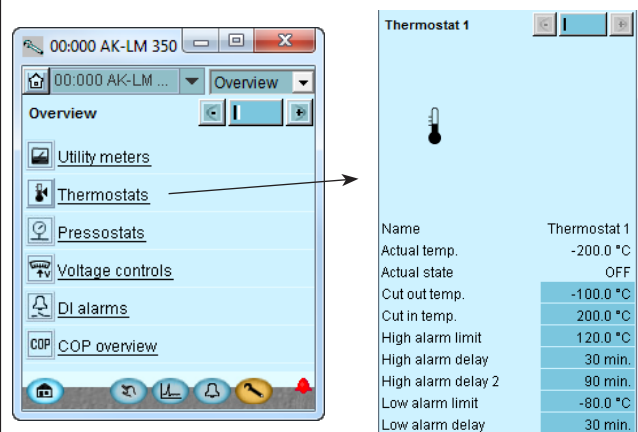 00:000 AK-LM 350
00:000 AK-LM ... Overview
Overview
Utility meters
Thermostats
Pressostats
Voltage controls
DI alarms
COP COP overview
Thermostat 1
Name Thermostat 1
Actual temp. -200.0 °C
Actual state OFF
Cut out temp. -100.0 °C
Cut in temp. 200.0 °C
High alarm limit 120.0 °C
High alarm delay 30 min.
High alarm delay 2 90 min.
Low alarm limit -80.0 °C
Low alarm delay 30 min.